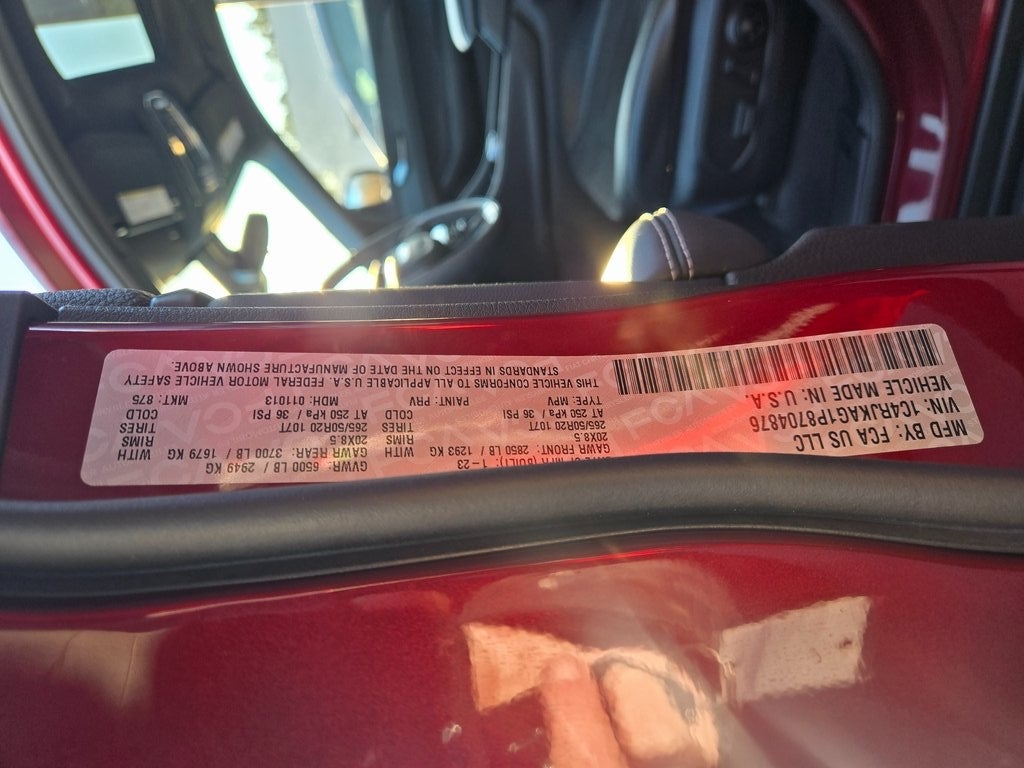 MFD BY: FCA US LLC
DATE OF MFR (BUILT): 1 - 23 GVWR: 6500 LB / 2949 KG
GAWR FRONT: 2850 LB / 1293 KG WITH GAWR REAR: 3700 LB / 1679 KG WITH
20X8.5 RIMS 20X8.5 RIMS
265/50R20 107T TIRES 265/50R20 107T TIRES
AT 250 kPa / 36 PSI COLD AT 250 kPa / 36 PSI COLD
VIN: 1C4RJKAG1P8704876
TYPE: MPV PAINT: PRV MDH: 011013 MKT: 875
VEHICLE MADE IN: U.S.A.
THIS VEHICLE CONFORMS TO ALL APPLICABLE U.S.A. FEDERAL MOTOR VEHICLE SAFETY
STANDARDS IN EFFECT ON THE DATE OF MANUFACTURE SHOWN ABOVE.